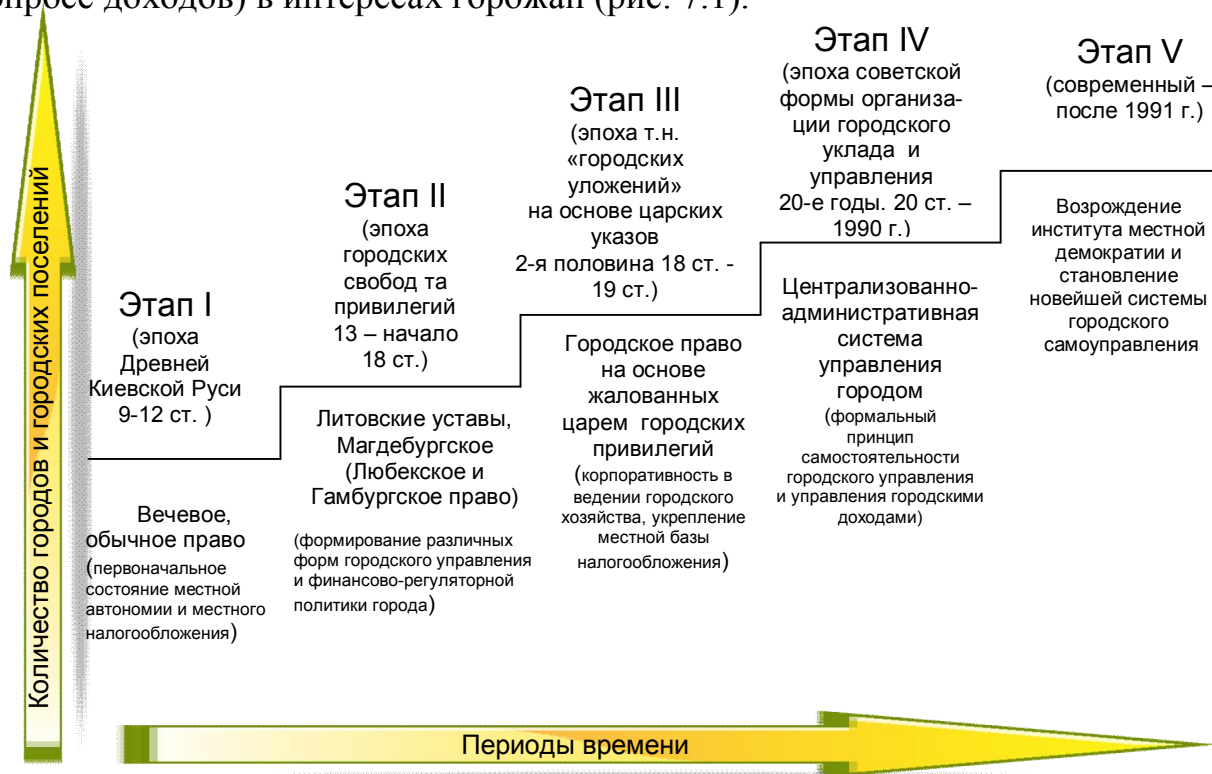 опросе доходов) в интересах горожан (рис. 7.1).
Количество городов и городских поселений
Этап I
(эпоха
Древней
Киевской Руси
9-12 ст. )
Вечевое,
обычное право
(первоначальное
состояние местной
автономии и местного
налогообложения)
Этап II
(эпоха
городских
свобод та
привилегий
13 – начало
18 ст.)
Литовские уставы,
Магдебургское
(Любекское и
Гамбургское право)
(формирование различных
форм городского управления
и финансово-регуляторной
политики города)
Этап III
(эпоха т.н.
«городских
уложений»
на основе царских
указов
2-я половина 18 ст. -
19 ст.)
Городское право
на основе
жалованных
царем городских
привилегий
(корпоративность в
ведении городского
хозяйства, укрепление
местной базы
налогообложения)
Этап IV
(эпоха советской
формы организа-
ции городского
уклада и
управления
20-е годы. 20 ст. –
1990 г.)
Централизованно-
административная
система
управления
городом
(формальный
принцип
самостоятельности
городского управления
и управления городскими
доходами)
Этап V
(современный –
после 1991 г.)
Возрождение
института местной
демократии и
становление
новейшей системы
городского
самоуправления
Периоды времени